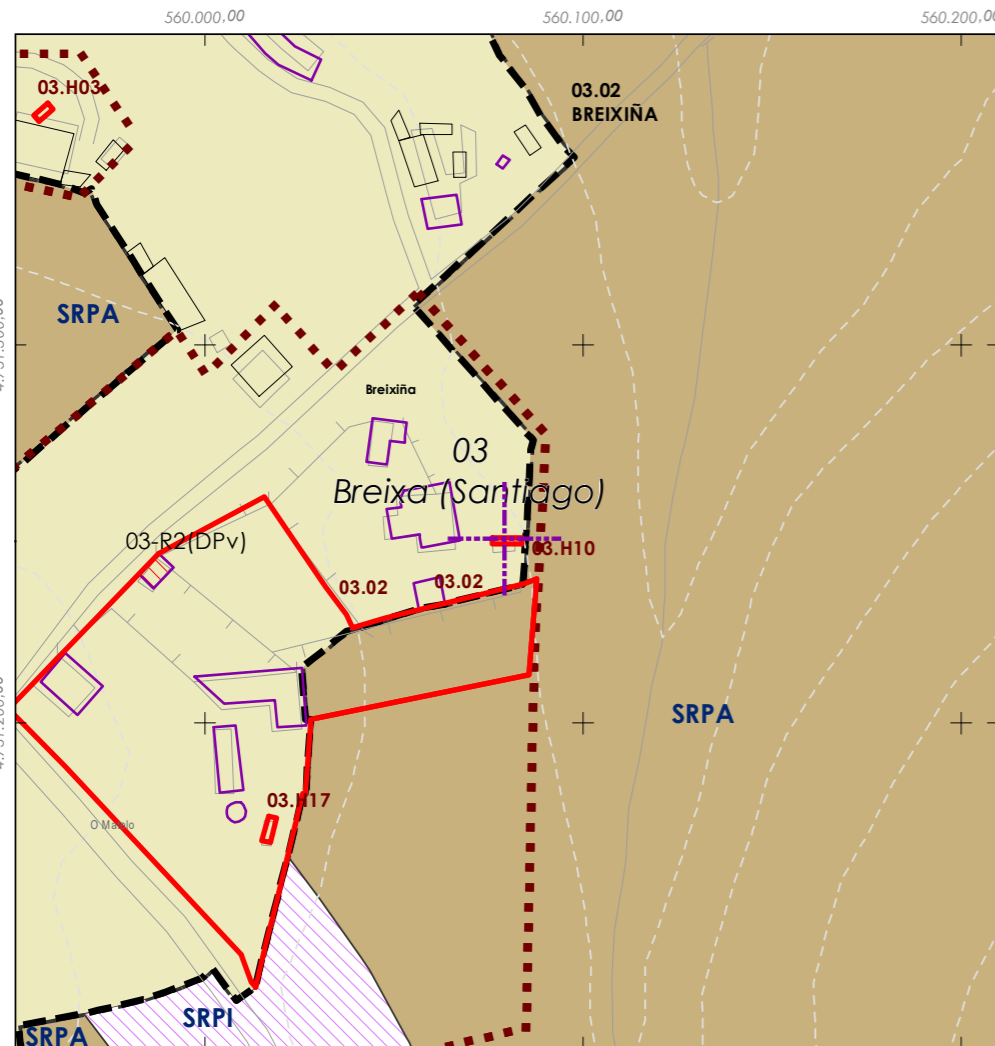 560.000,00
560.100,00
560.200,00
03.H03
03.02
BREIXIÑA
SRPA
Breixiña
03
Breixa (Santiago)
03-R2(DPv)
03.H10
03.02
03.02
SRPA
03.H17
SRPI
SRPA